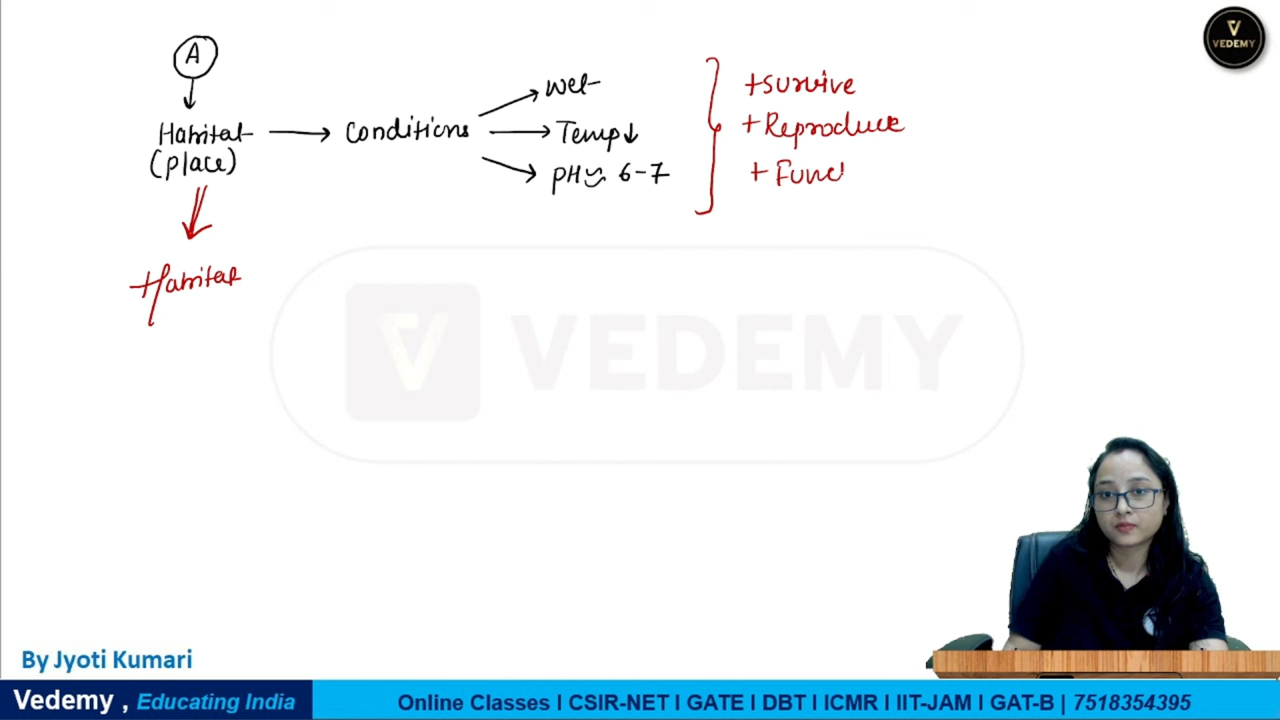 A
VEDEMY
Habitat → Conditions
(place)
Wet
Temp↓
pH≈ 6-7
+survive
+Reproduce
+Func
Habitat
VEDEMY
By Jyoti Kumari
Vedemy , Educating India
Online Classes I CSIR-NET I GATE I DBT I ICMR I IIT-JAM I GAT-B I 7518354395